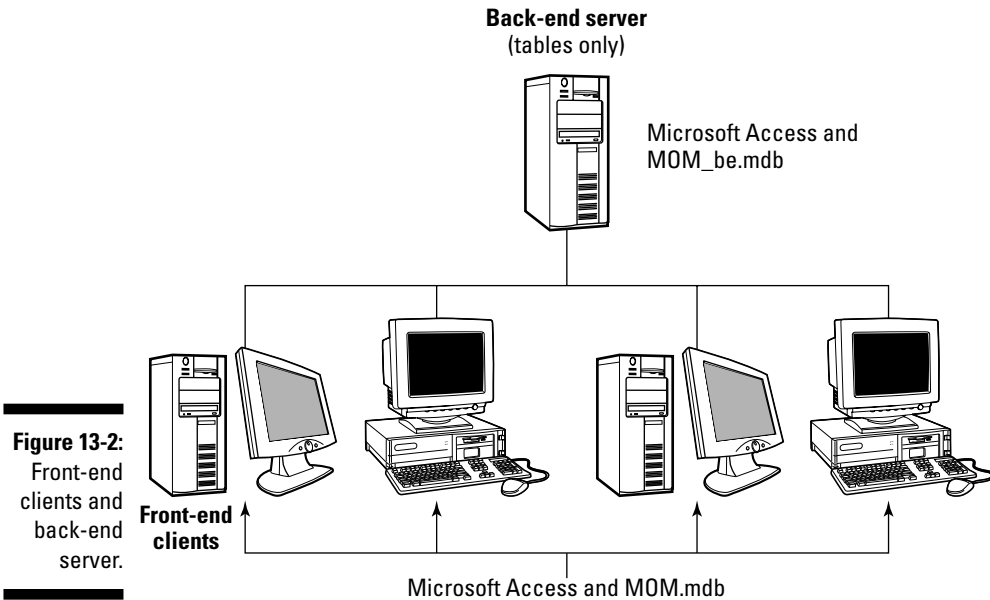 Back-end server
(tables only)
Microsoft Access and
MOM_be.mdb
Figure 13-2:
Front-end
clients and
back-end
server.
Front-end
clients
Microsoft Access and MOM.mdb